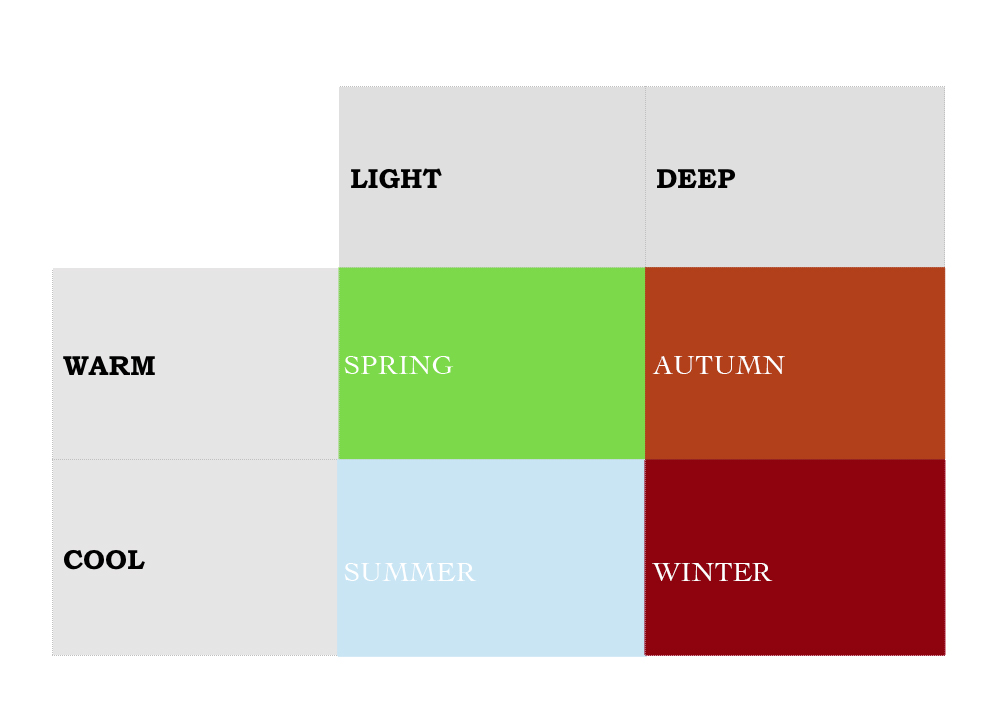 LIGHT DEEP
WARM SPRING AUTUMN
COOL SUMMER WINTER